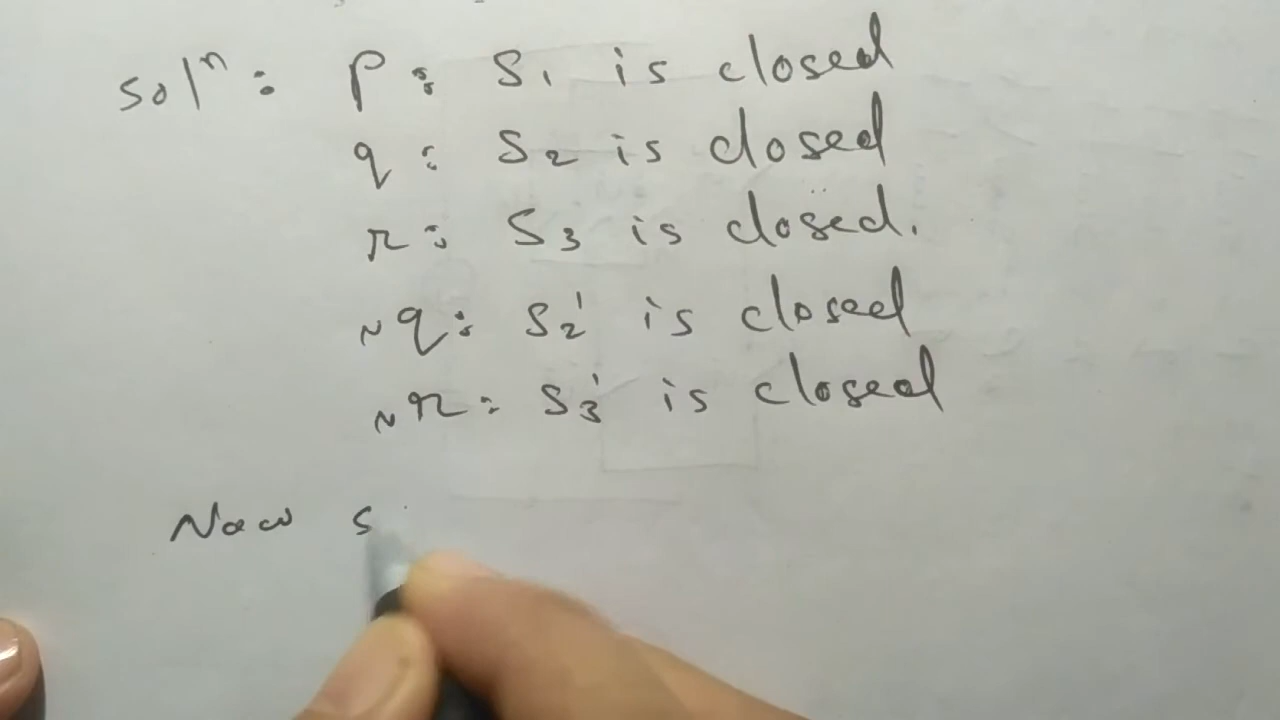 solⁿ: p: S₁ is closed
q: S₂ is closed
r: S₃ is closed.
~q: S₂' is closed
~r: S₃' is closed
Now s